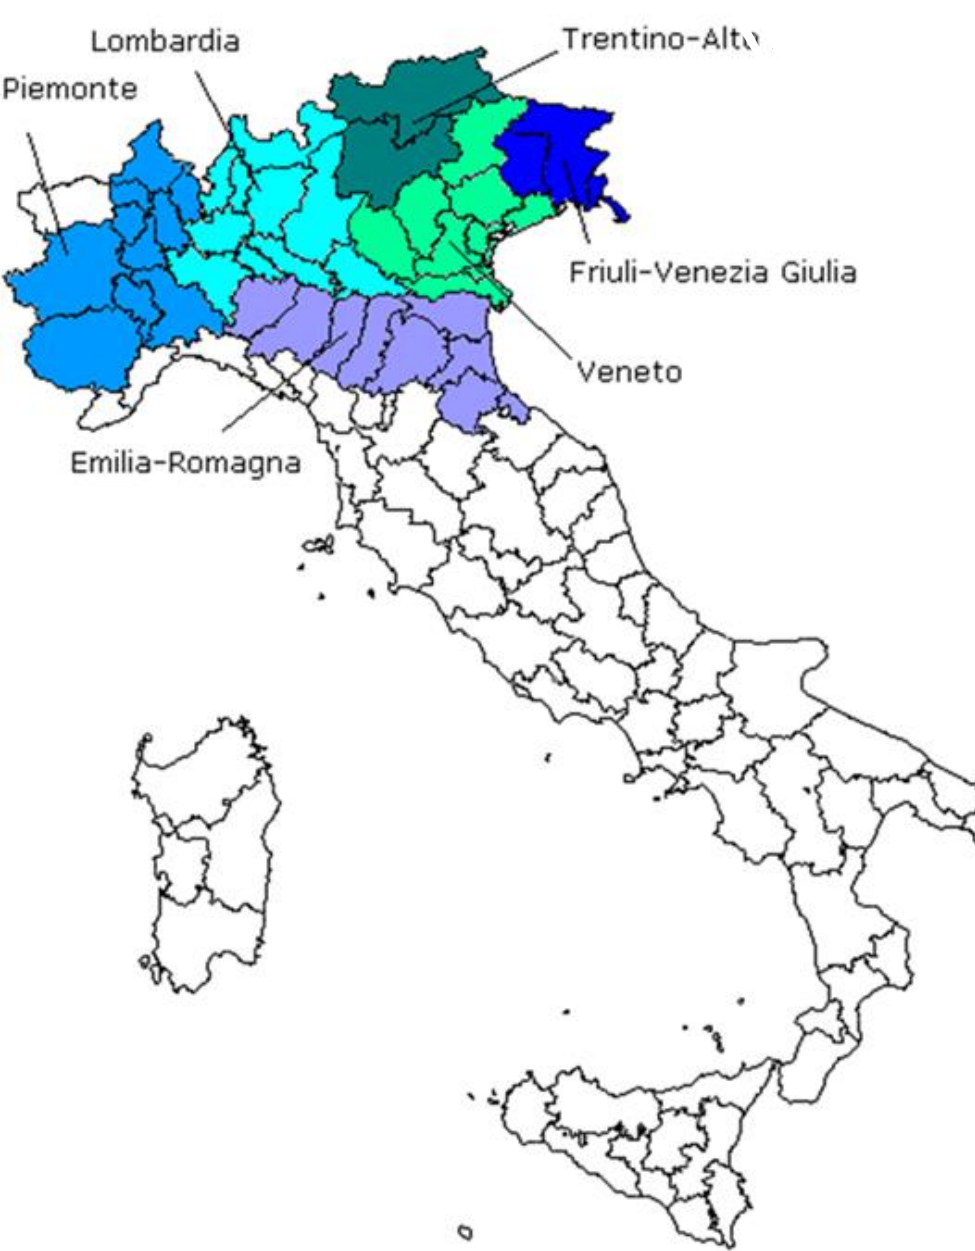 Lombardia
Trentino-Alto
Piemonte
Friuli-Venezia Giulia
Veneto
Emilia-Romagna